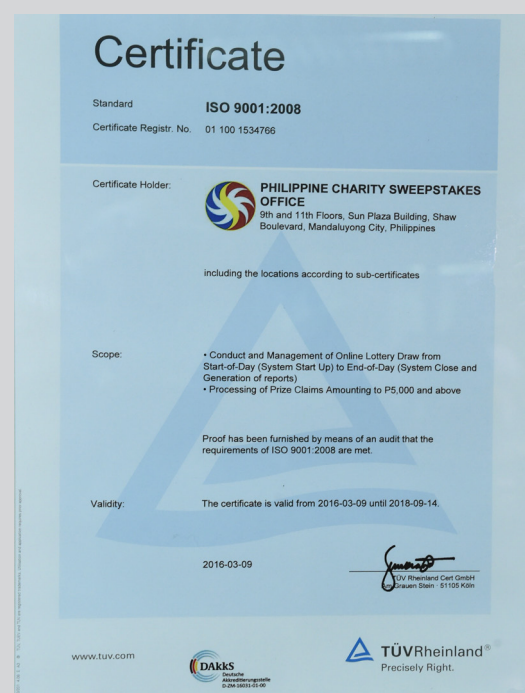 Certificate
Standard ISO 9001:2008
Certificate Registr. No. 01 100 1534766
Certificate Holder: PHILIPPINE CHARITY SWEEPSTAKES
OFFICE
9th and 11th Floors, Sun Plaza Building, Shaw
Boulevard, Mandaluyong City, Philippines
including the locations according to sub-certificates
Scope: • Conduct and Management of Online Lottery Draw from
Start-of-Day (System Start Up) to End-of-Day (System Close and
Generation of reports)
• Processing of Prize Claims Amounting to P5,000 and above
Proof has been furnished by means of an audit that the
requirements of ISO 9001:2008 are met.
Validity: The certificate is valid from 2016-03-09 until 2018-09-14.
2016-03-09
TÜV Rheinland Cert GmbH
Am Grauen Stein · 51105 Köln
www.tuv.com
DAkkS
Deutsche
Akkreditierungsstelle
D-ZM-16031-01-00
TÜVRheinland®
Precisely Right.